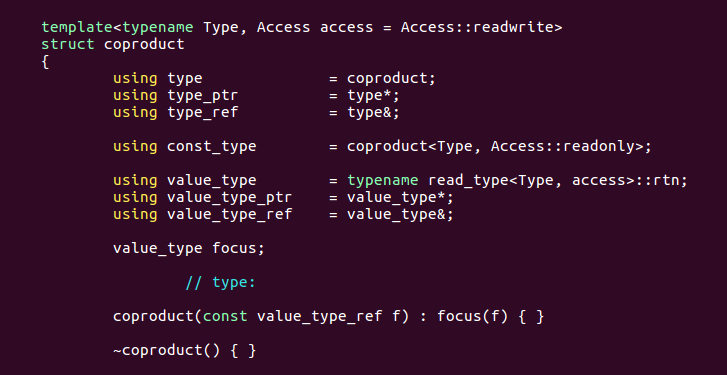 template<typename Type, Access access = Access::readwrite>
struct coproduct
{
using type = coproduct;
using type_ptr = type*;
using type_ref = type&;
using const_type = coproduct<Type, Access::readonly>;
using value_type = typename read_type<Type, access>::rtn;
using value_type_ptr = value_type*;
using value_type_ref = value_type&;
value_type focus;
// type:
coproduct(const value_type_ref f) : focus(f) { }
~coproduct() { }